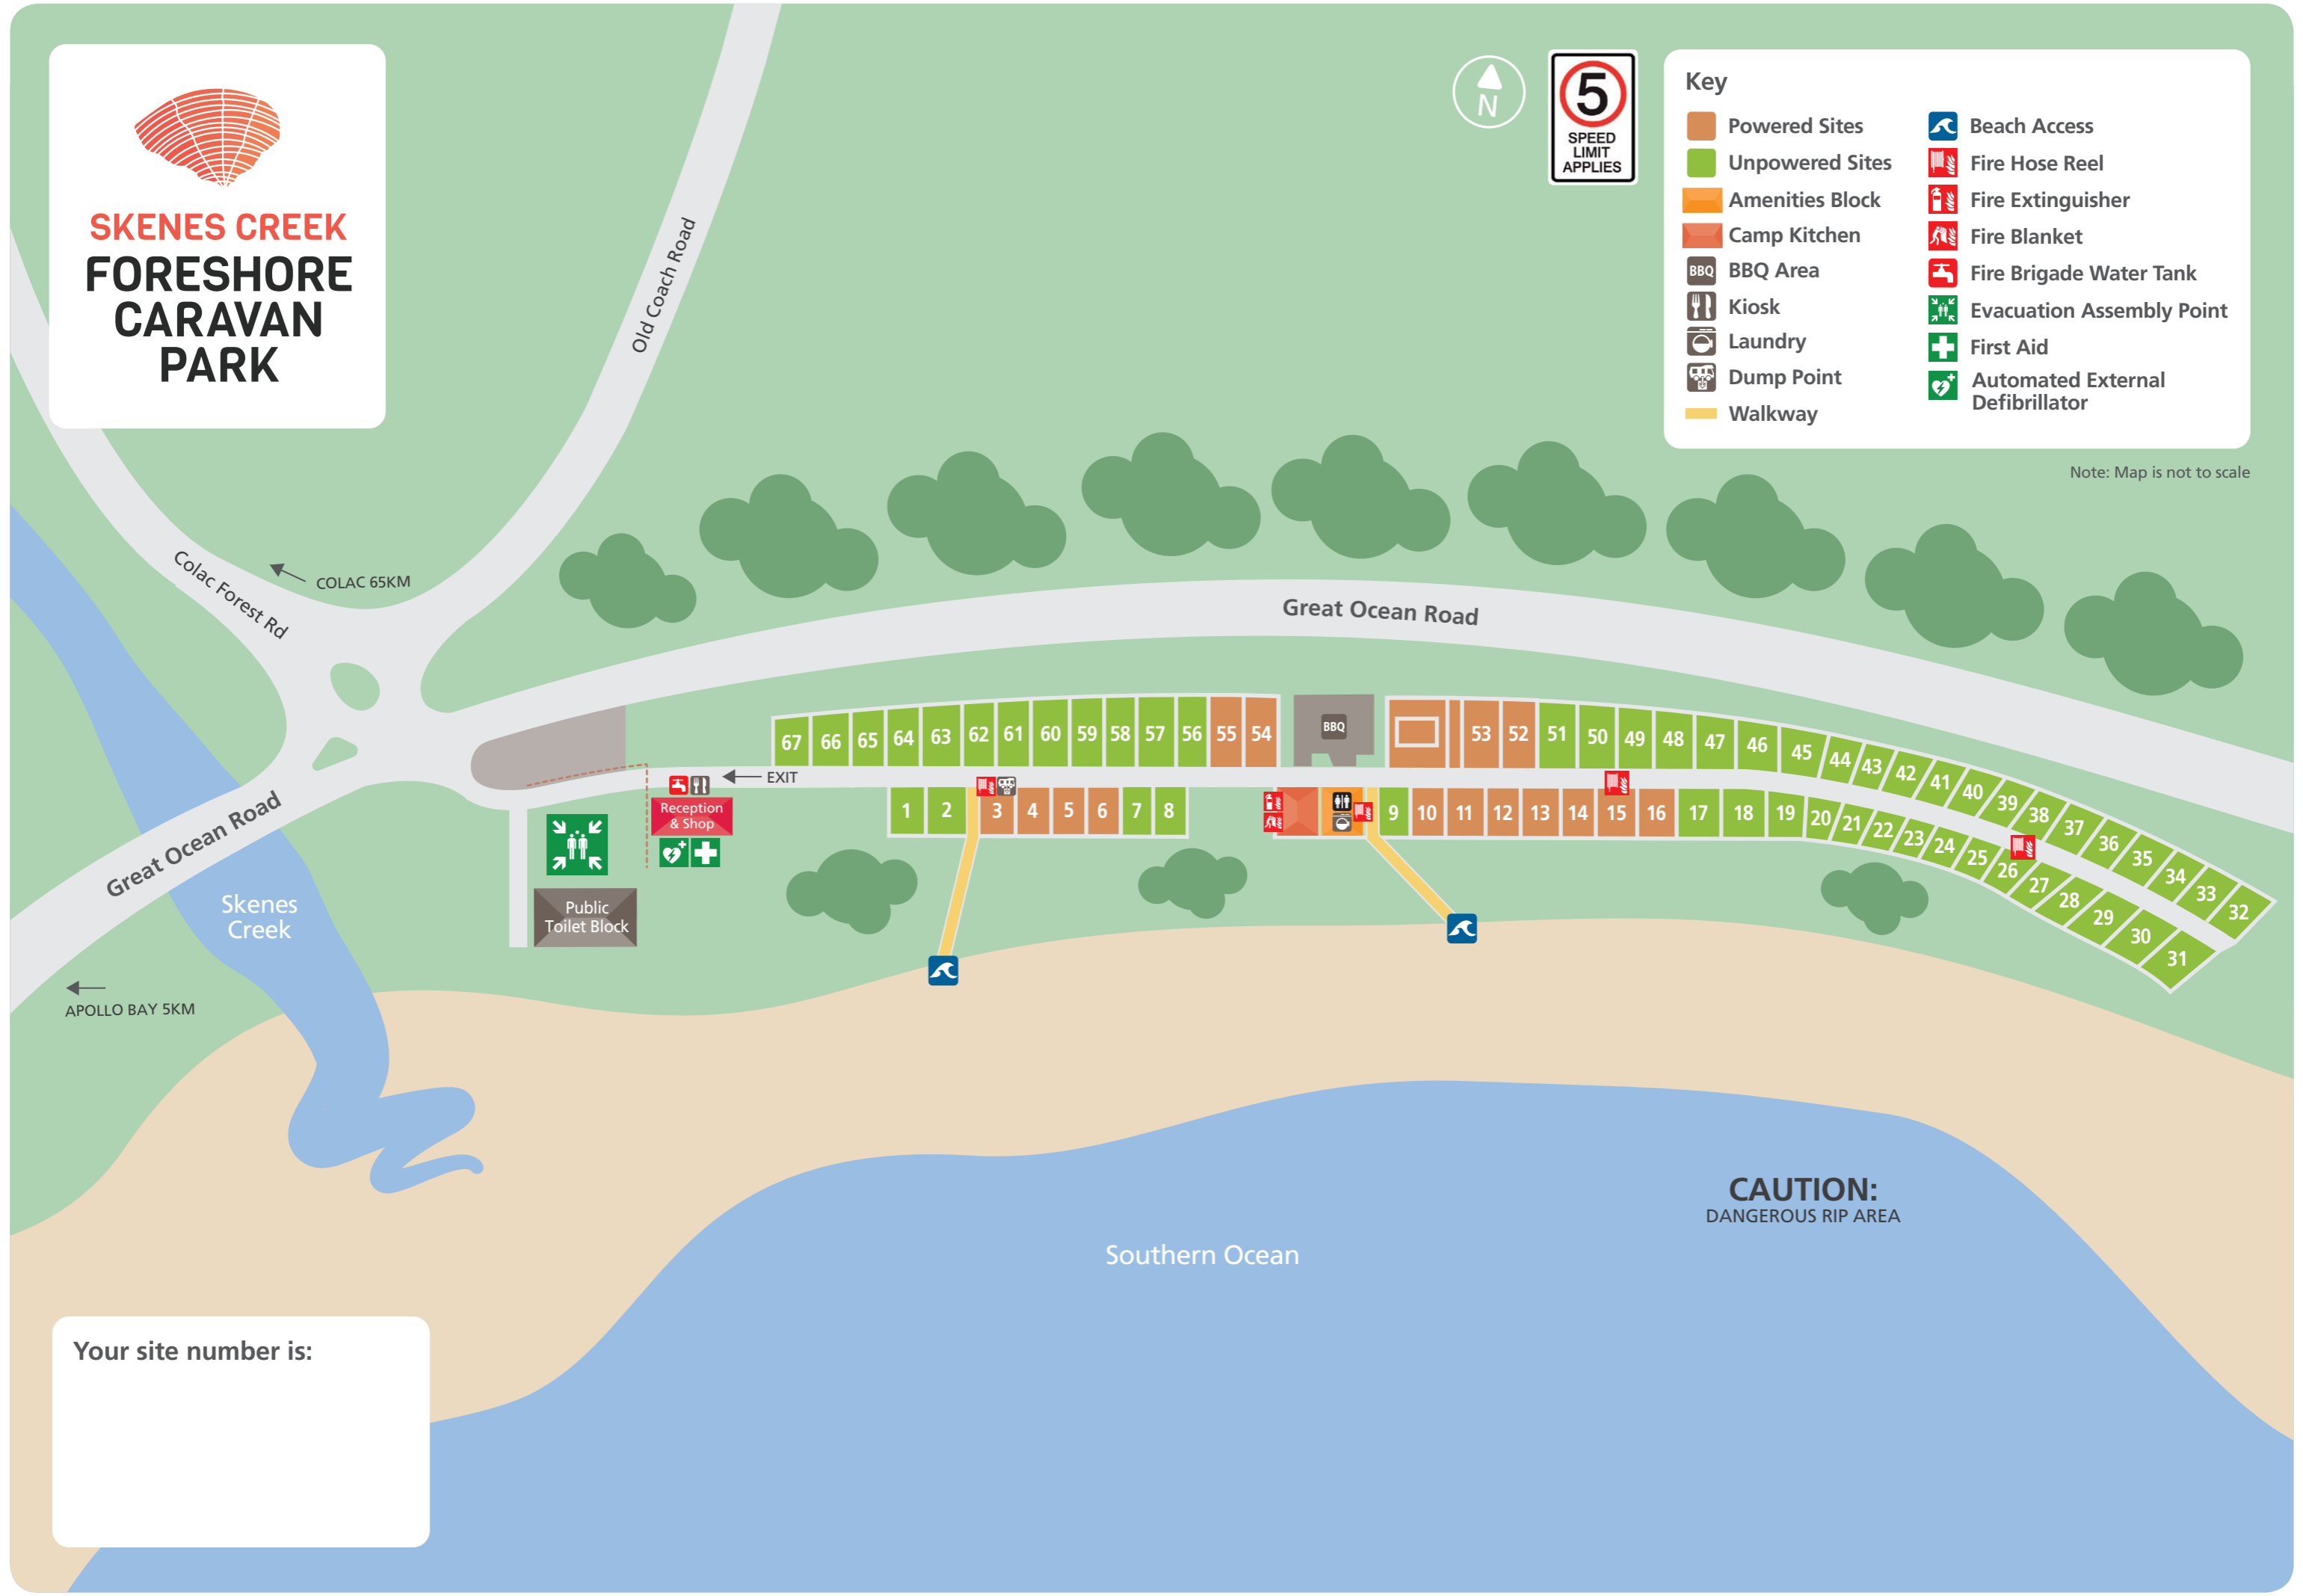 SKENES CREEK
FORESHORE
CARAVAN
PARK
Old Coach Road
N
5
SPEED
LIMIT
APPLIES
Key
Powered Sites
Unpowered Sites
Amenities Block
Camp Kitchen
BBQ
BBQ Area
Kiosk
Laundry
Dump Point
Walkway
Beach Access
Fire Hose Reel
Fire Extinguisher
Fire Blanket
Fire Brigade Water Tank
Evacuation Assembly Point
First Aid
Automated External
Defibrillator
Note: Map is not to scale
Colac Forest Rd
COLAC 65KM
Great Ocean Road
67 66 65 64 63 62 61 60 59 58 57 56 55 54
BBQ
53 52 51 50 49 48 47 46 45 44 43 42 41 40 39 38 37 36 35 34 33 32
EXIT
Reception
& Shop
1 2 3 4 5 6 7 8
9 10 11 12 13 14 15 16 17 18 19 20 21 22 23 24 25 26 27 28 29 30 31
Great Ocean Road
Public
Toilet Block
Skenes
Creek
APOLLO BAY 5KM
CAUTION:
DANGEROUS RIP AREA
Southern Ocean
Your site number is: